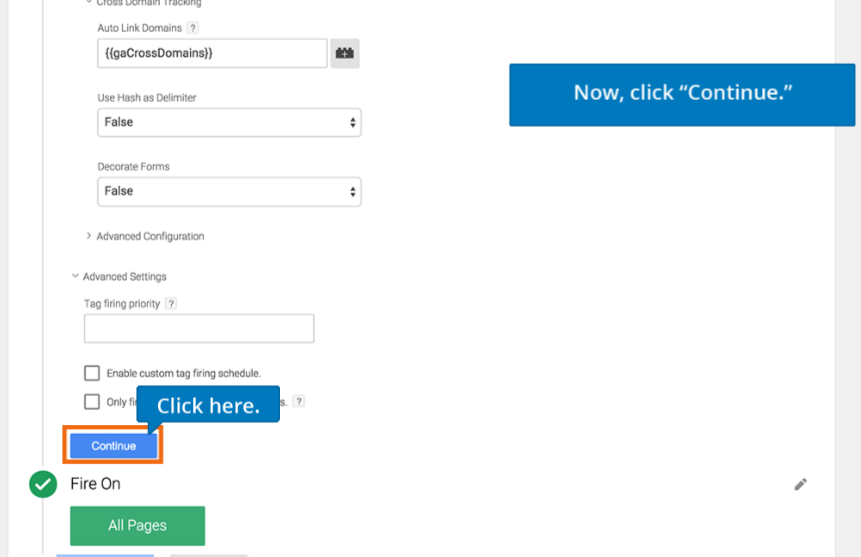 Cross Domain Tracking
Auto Link Domains ?
{{gaCrossDomains}}
Now, click “Continue.”
Use Hash as Delimiter
False
Decorate Forms
False
Advanced Configuration
Advanced Settings
Tag firing priority ?
Enable custom tag firing schedule.
Only
s. ?
Click here.
Continue
Fire On
All Pages